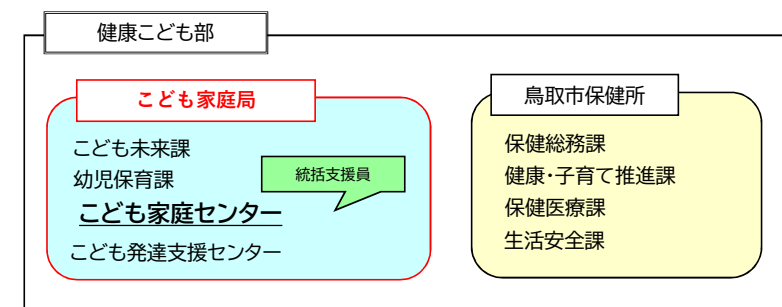 健康こども部
こども家庭局
こども未来課
幼児保育課
統括支援員
こども家庭センター
こども発達支援センター
鳥取市保健所
保健総務課
健康・子育て推進課
保健医療課
生活安全課